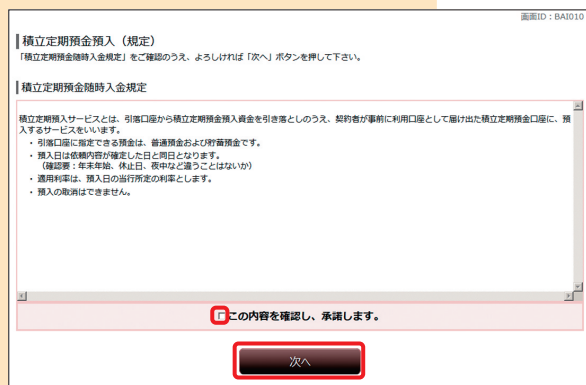 画面ID：BAI010
積立定期預金預入（規定）
「積立定期預金随時入金規定」をご確認のうえ、よろしければ「次へ」ボタンを押して下さい。
積立定期預金随時入金規定
積立定期預入サービスとは、引落口座から積立定期預金預入資金を引き落としのうえ、契約者が事前に利用口座として届け出た積立定期預金口座に、預
入するサービスをいいます。
・ 引落口座に指定できる預金は、普通預金および貯蓄預金です。
・ 預入日は依頼内容が確定した日と同日となります。
（確認要：年末年始、休止日、夜中など違うことはないか）
・ 適用利率は、預入日の当行所定の利率とします。
・ 預入の取消はできません。
この内容を確認し、承諾します。
次へ